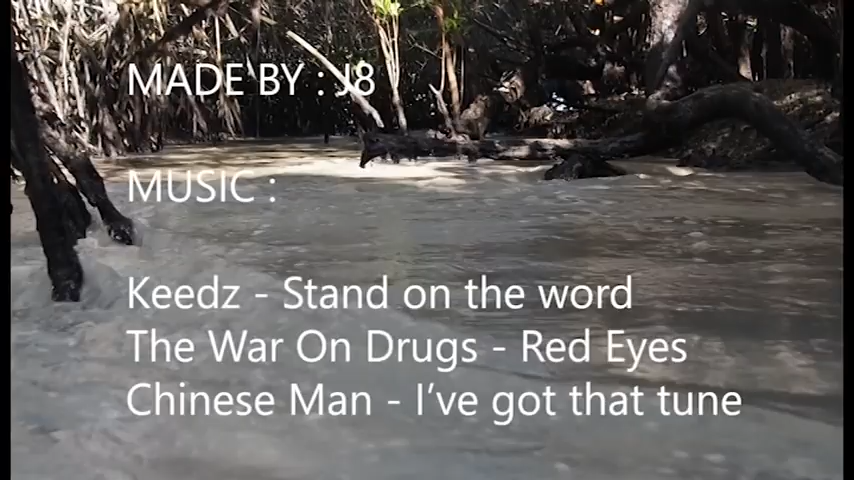 MADE BY : J8
MUSIC :
Keedz - Stand on the word
The War On Drugs - Red Eyes
Chinese Man - I've got that tune